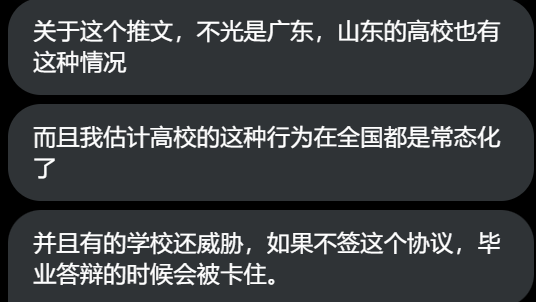 关于这个推文，不光是广东，山东的高校也有
这种情况
而且我估计高校的这种行为在全国都是常态化
了
并且有的学校还威胁，如果不签这个协议，毕
业答辩的时候会被卡住。